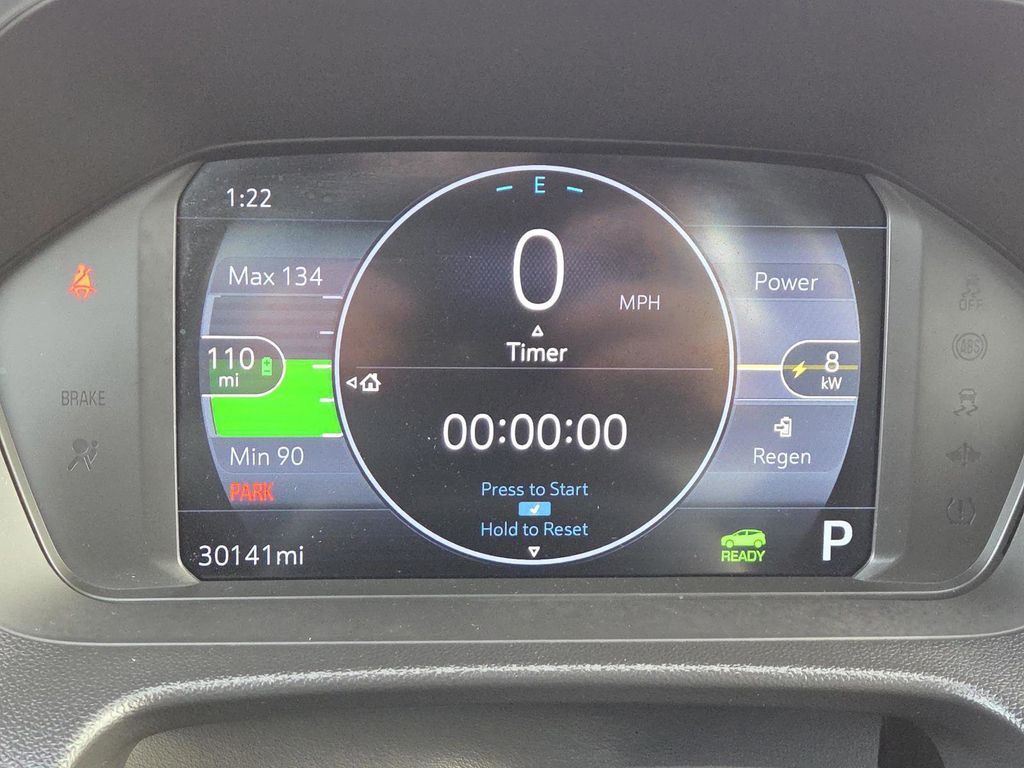 1:22
E
Max 134
0
MPH
Power
Timer
110
mi
8
kW
BRAKE
00:00:00
Min 90
Regen
PARK
Press to Start
Hold to Reset
30141mi
READY
P
OFF
ABS